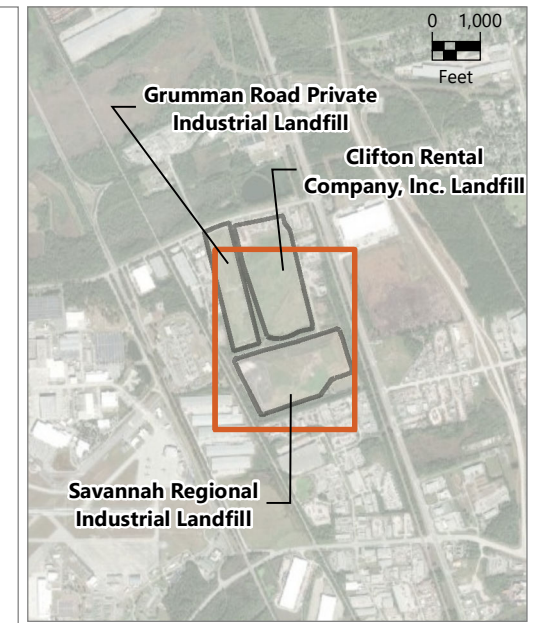 0 1,000
Feet
Grumman Road Private
Industrial Landfill
Clifton Rental
Company, Inc. Landfill
Savannah Regional
Industrial Landfill